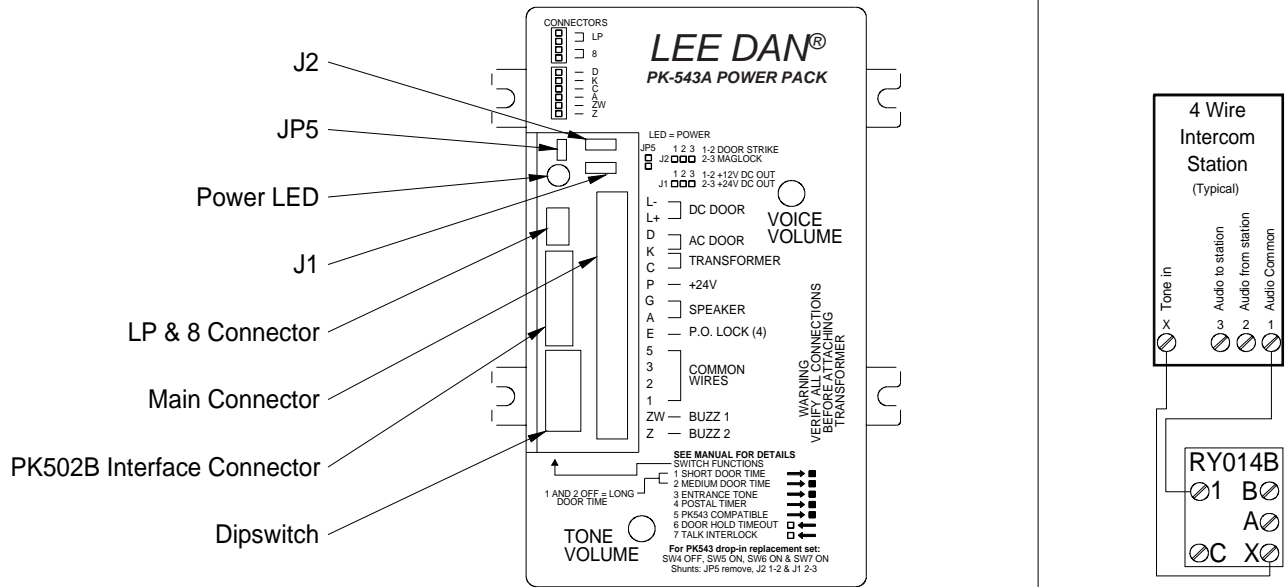 J2
JP5
Power LED
J1
LP & 8 Connector
Main Connector
PK502B Interface Connector
Dipswitch
CONNECTORS
LP
8
D
K
C
A
ZW
Z
LEE DAN®
PK-543A POWER PACK
LED = POWER
JP5
1 2 3
J2
1-2 DOOR STRIKE
2-3 MAGLOCK
1 2 3
J1
1-2 +12V DC OUT
2-3 +24V DC OUT
VOICE
VOLUME
L-
L+
DC DOOR
D
K
AC DOOR
C
TRANSFORMER
P
+24V
G
A
SPEAKER
E
P.O. LOCK (4)
5
3
2
1
COMMON
WIRES
ZW
BUZZ 1
Z
BUZZ 2
WARNING
VERIFY ALL CONNECTIONS
BEFORE ATTACHING
TRANSFORMER
SEE MANUAL FOR DETAILS
SWITCH FUNCTIONS
1 SHORT DOOR TIME
2 MEDIUM DOOR TIME
3 ENTRANCE TONE
4 POSTAL TIMER
5 PK543 COMPATIBLE
6 DOOR HOLD TIMEOUT
7 TALK INTERLOCK
1 AND 2 OFF = LONG
DOOR TIME
TONE
VOLUME
For PK543 drop-in replacement set:
SW4 OFF, SW5 ON, SW6 ON & SW7 ON
Shunts: JP5 remove, J2 1-2 & J1 2-3
4 Wire
Intercom
Station
(Typical)
Tone in
Audio to station
Audio from station
Audio Common
X 3 2 1
RY014B
1 B
A
C X